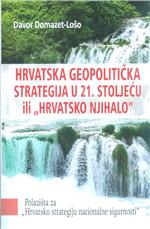 Davor Domazet-Lošo
HRVATSKA GEOPOLITIČKA
STRATEGIJA U 21. STOLJEĆU
ili „HRVATSKO NJIHALO"
Polazišta za
„Hrvatsku strategiju nacionalne sigurnosti"